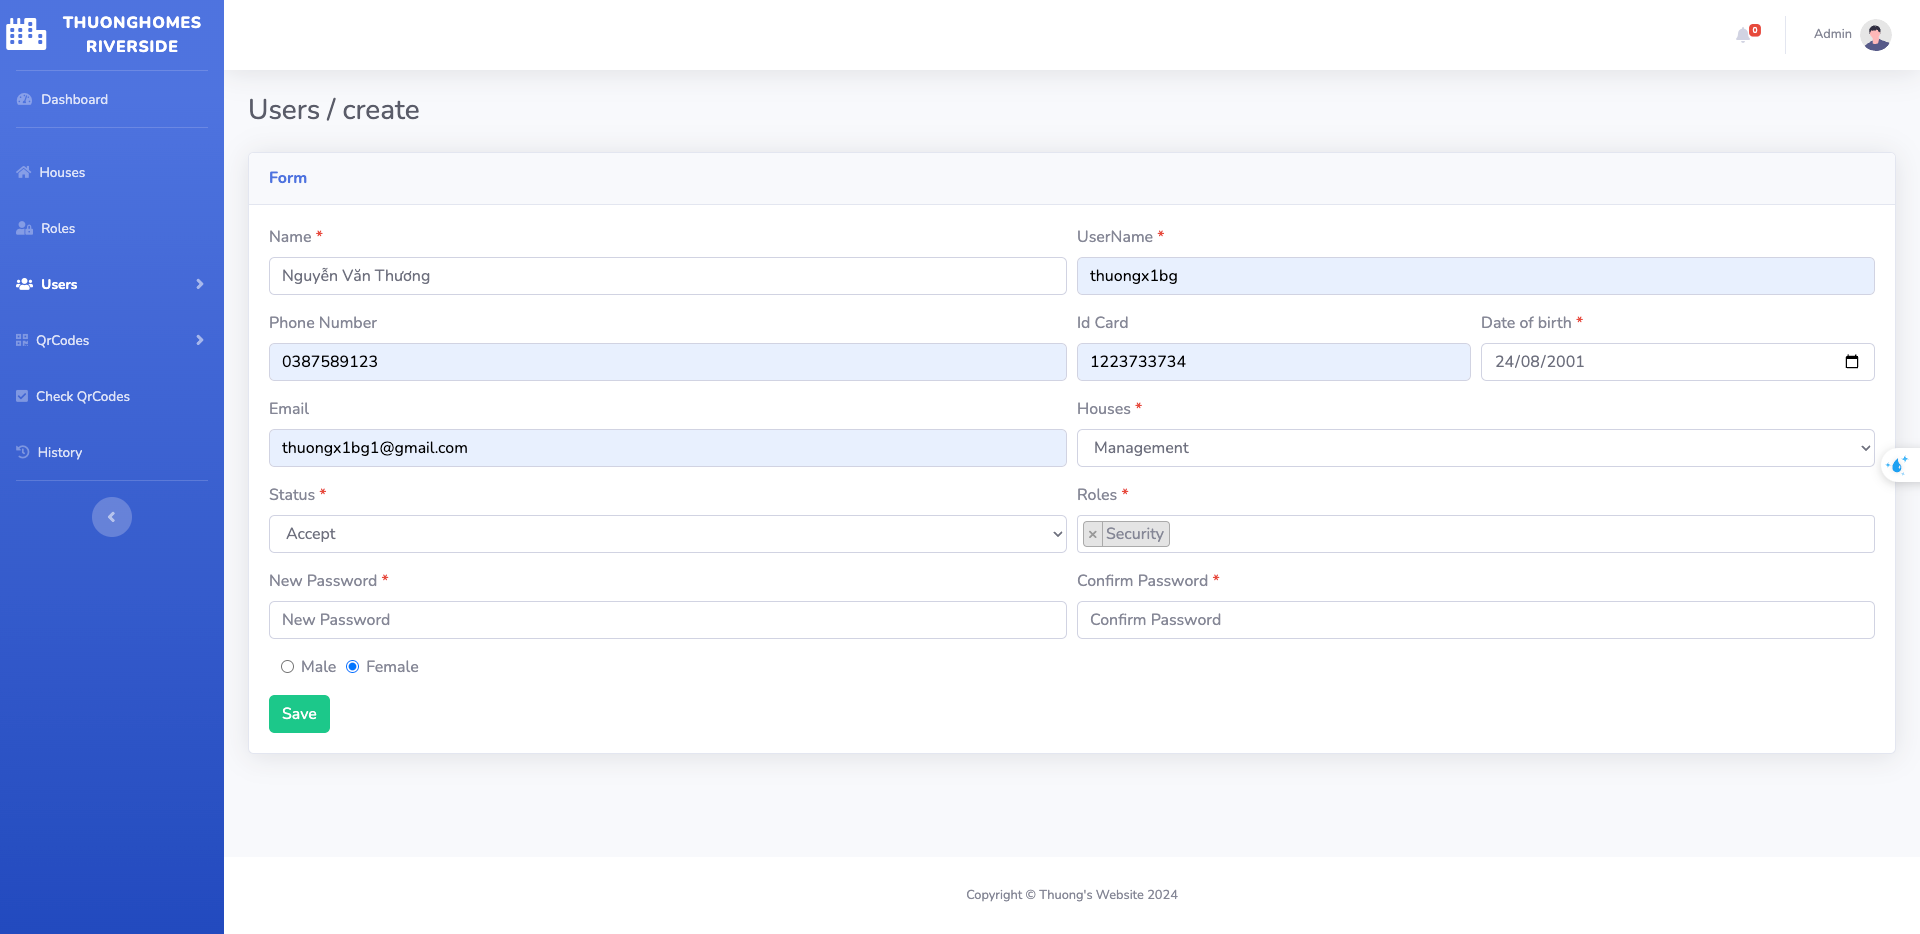 THUONGHOMES
RIVERSIDE
0
Admin
Dashboard
Houses
Roles
Users
QrCodes
Check QrCodes
History
Users / create
Form
Name *
UserName *
Nguyễn Văn Thương
thuongx1bg
Phone Number
Id Card
Date of birth *
0387589123
1223733734
24/08/2001
Email
Houses *
thuongx1bg1@gmail.com
Management
Status *
Roles *
Accept
× Security
New Password *
Confirm Password *
New Password
Confirm Password
Male Female
Save
Copyright © Thuong's Website 2024